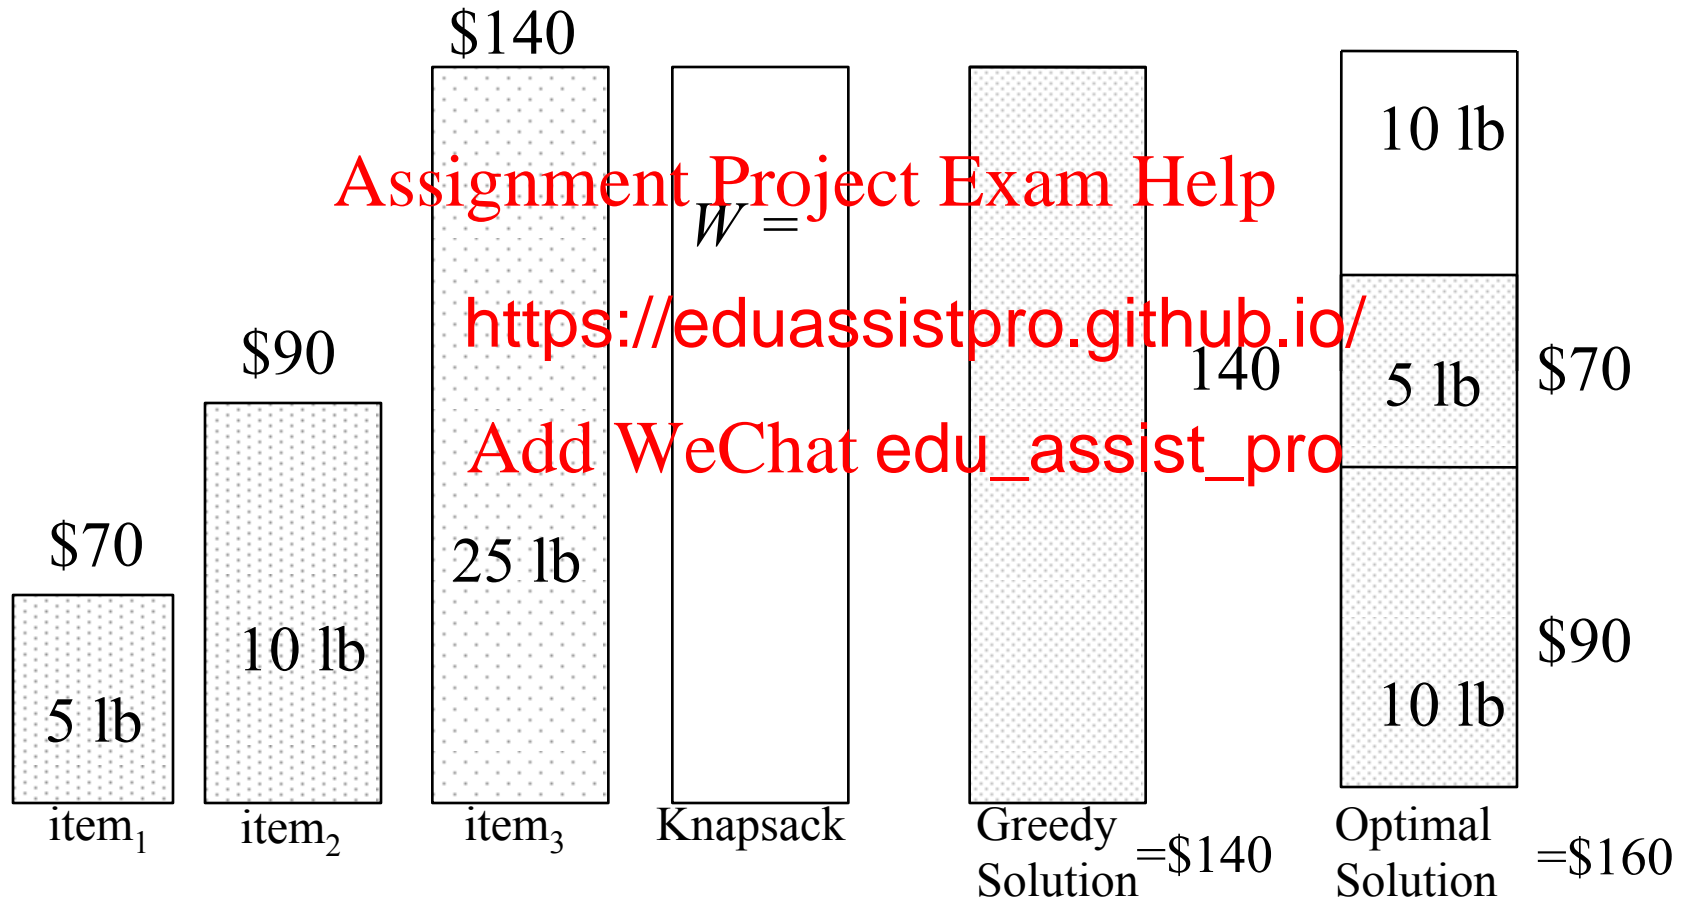 $140
10 lb
Assignment Project Exam Help
W =
https://eduassistpro.github.io/
$90
140
5 lb
$70
Add WeChat edu_assist_pro
$70
25 lb
10 lb
$90
5 lb
10 lb
item1
item2
item3
Knapsack
Greedy Solution
=$140
Optimal Solution
=$160